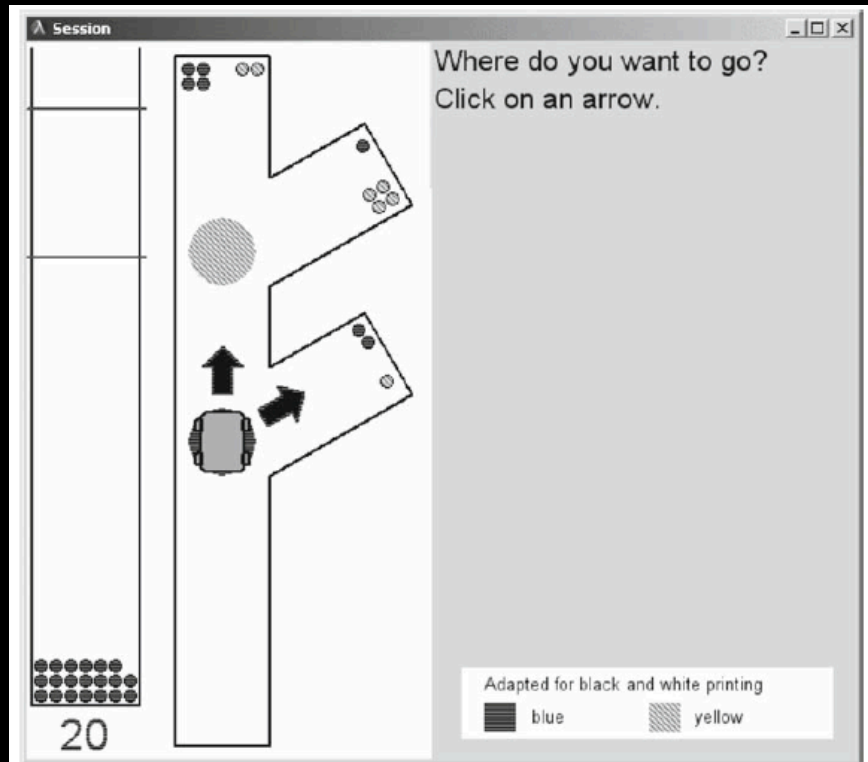 Session
Where do you want to go?
Click on an arrow.
Adapted for black and white printing
blue yellow
20